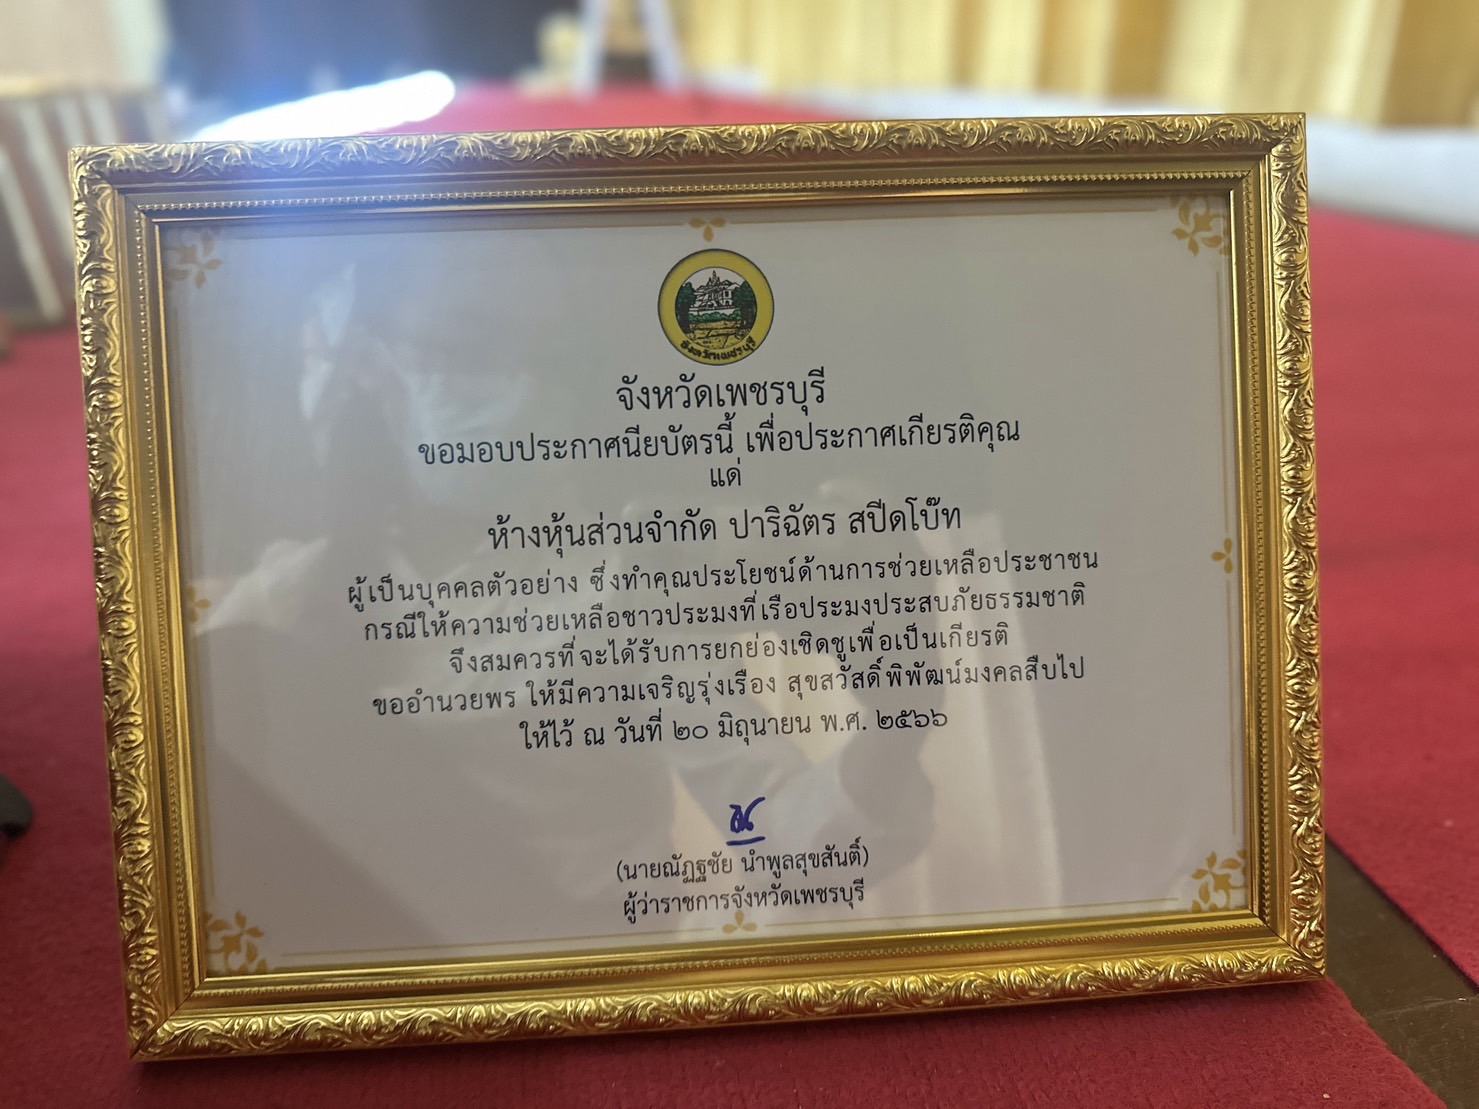 จังหวัดเพชรบุรี
จังหวัดเพชรบุรี
ขอมอบประกาศนียบัตรนี้ เพื่อประกาศเกียรติคุณ
แด่
ห้างหุ้นส่วนจำกัด ปาริฉัตร สปีดโบ๊ท
ผู้เป็นบุคคลตัวอย่าง ซึ่งทำคุณประโยชน์ด้านการช่วยเหลือประชาชน
กรณีให้ความช่วยเหลือชาวประมงที่เรือประมงประสบภัยธรรมชาติ
จึงสมควรที่จะได้รับการยกย่องเชิดชูเพื่อเป็นเกียรติ
ขออำนวยพร ให้มีความเจริญรุ่งเรือง สุขสวัสดิ์พิพัฒน์มงคลสืบไป
ให้ไว้ ณ วันที่ ๒๐ มิถุนายน พ.ศ. ๒๕๖๖
(นายณัฏฐชัย นำพูลสุขสันติ์)
ผู้ว่าราชการจังหวัดเพชรบุรี